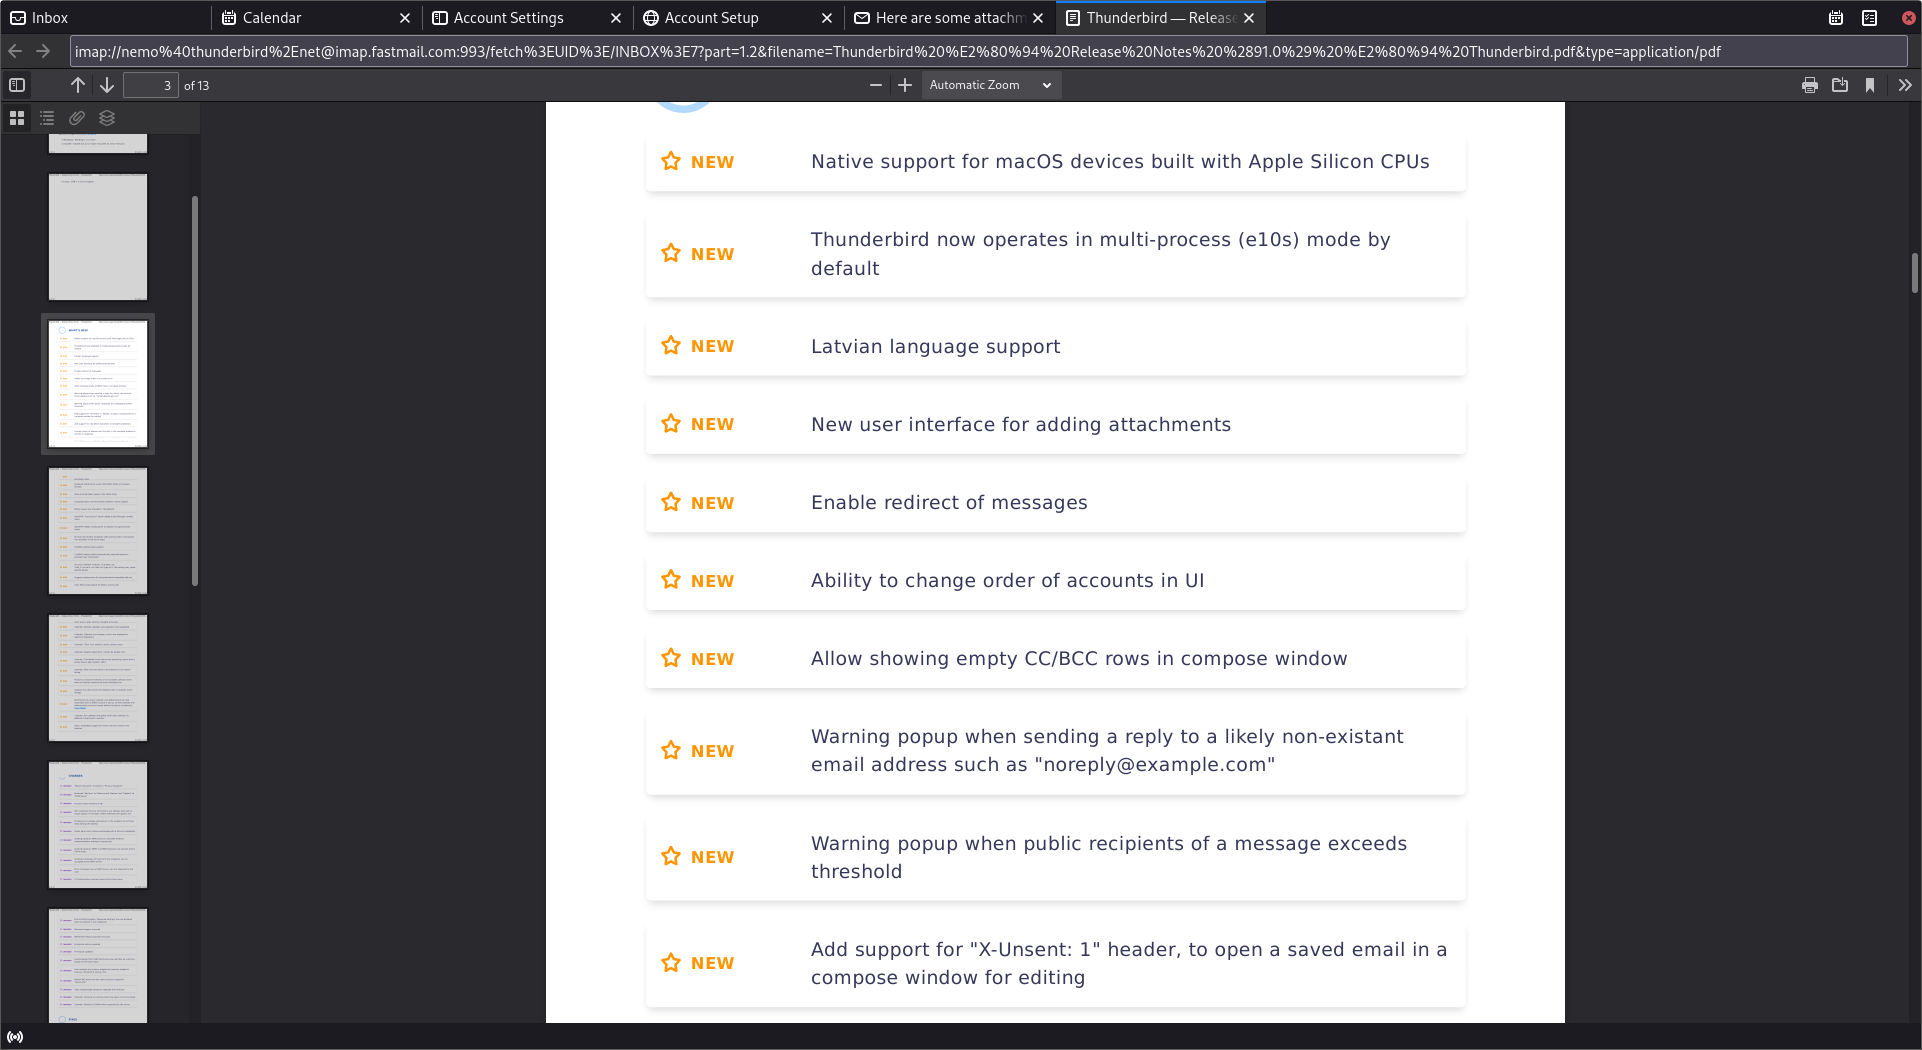 Inbox
Calendar
Account Settings
Account Setup
Here are some attachm
Thunderbird — Release
imap://nemo%40thunderbird%2Enet@imap.fastmail.com:993/fetch%3EUID%3E/INBOX%3E7?part=1.2&filename=Thunderbird%20%E2%80%94%20Release%20Notes%20%2891.0%29%20%E2%80%94%20Thunderbird.pdf&type=application/pdf
3 of 13
Automatic Zoom
NEW Native support for macOS devices built with Apple Silicon CPUs
NEW Thunderbird now operates in multi-process (e10s) mode by
default
NEW Latvian language support
NEW New user interface for adding attachments
NEW Enable redirect of messages
NEW Ability to change order of accounts in UI
NEW Allow showing empty CC/BCC rows in compose window
NEW Warning popup when sending a reply to a likely non-existant
email address such as "noreply@example.com"
NEW Warning popup when public recipients of a message exceeds
threshold
NEW Add support for "X-Unsent: 1" header, to open a saved email in a
compose window for editing